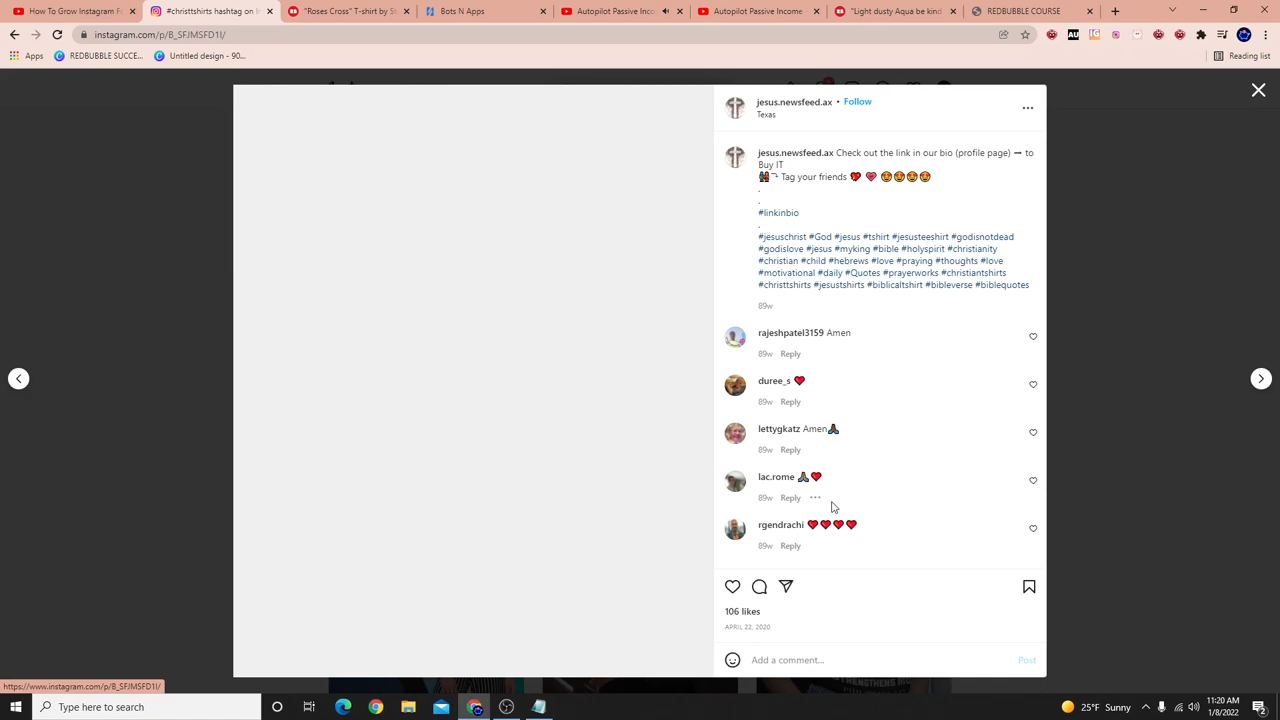 How To Grow Instagram Fo
#christtshirts hashtag on I
"Roses Cross" T-shirt by St
Bots N Apps
Autopilot Passive Inco
Autopilot Passive Inco
"Light dusty Aqua be kind
REDBUBBLE COURSE
instagram.com/p/B_SFJMSFD1I/
Apps
REDBUBBLE SUCCE...
Untitled design - 90...
Reading list
jesus.newsfeed.ax • Follow
Texas
jesus.newsfeed.ax Check out the link in our bio (profile page) ➞ to
Buy IT
Tag your friends
.
.
#linkinbio
.
#jesuschrist #God #jesus #tshirt #jesusteeshirt #godisnotdead
#godislove #jesus #myking #bible #holyspirit #christianity
#christian #child #hebrews #love #praying #thoughts #love
#motivational #daily #Quotes #prayerworks #christiantshirts
#christtshirts #jesustshirts #biblicaltshirt #bibleverse #biblequotes
89w
rajeshpatel3159 Amen
89w Reply
duree_s ❤
89w Reply
lettygkatz Amen🙏🏾
89w Reply
lac.rome 🙏🏽❤
89w Reply
rgendrachi ❤❤❤❤
89w Reply
106 likes
APRIL 22, 2020
Add a comment...
Post
https://www.instagram.com/p/B_SFJMSFD1I/
Type here to search
25°F Sunny
11:20 AM
1/8/2022